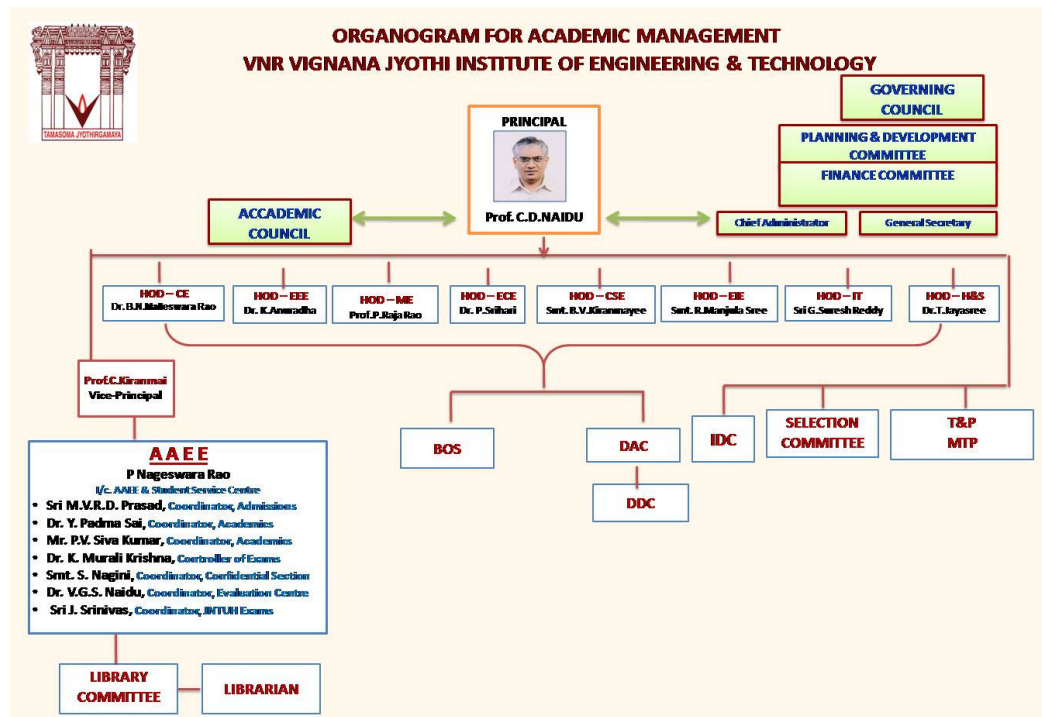 ORGANOGRAM FOR ACADEMIC MANAGEMENT
VNR VIGNANA JYOTHI INSTITUTE OF ENGINEERING & TECHNOLOGY
TAMASOMA JYOTHIRGAMAYA
PRINCIPAL
Prof. C.D.NAIDU
GOVERNING
COUNCIL
PLANNING & DEVELOPMENT
COMMITTEE
FINANCE COMMITTEE
ACCADEMIC
COUNCIL
Chief Administrator
General Secretary
HOD – CE
Dr. B.N.Malleswara Rao
HOD – EEE
Dr. K.Anuradha
HOD – ME
Prof.P.Raja Rao
HOD – ECE
Dr. P.Srihari
HOD – CSE
Smt. B.V.Kiranmayee
HOD – EIE
Smt. R.Manjula Sree
HOD – IT
Sri G.Suresh Reddy
HOD – H&S
Dr.T.Jayasree
Prof.C.Kiranmai
Vice-Principal
BOS
DAC
DDC
IDC
SELECTION
COMMITTEE
T&P
MTP
AAEE
P Nageswara Rao
I/c. AAEE & Student Service Centre
• Sri M.V.R.D. Prasad, Coordinator, Admissions
• Dr. Y. Padma Sai, Coordinator, Academics
• Mr. P.V. Siva Kumar, Coordinator, Academics
• Dr. K. Murali Krishna, Controller of Exams
• Smt. S. Nagini, Coordinator, Confidential Section
• Dr. V.G.S. Naidu, Coordinator, Evaluation Centre
• Sri J. Srinivas, Coordinator, JNTUH Exams
LIBRARY
COMMITTEE
LIBRARIAN